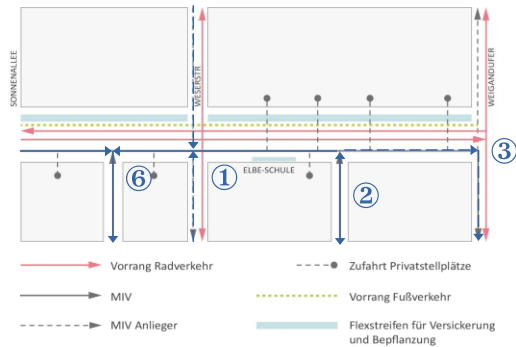 SONNENALLEE
WESERSTR
WEIGANDUFER
①
③
⑥
ELBE-SCHULE
②
Vorrang Radverkehr
Zufahrt Privatstellplätze
MIV
Vorrang Fußverkehr
MIV Anlieger
Flexstreifen für Versickerung
und Bepflanzung